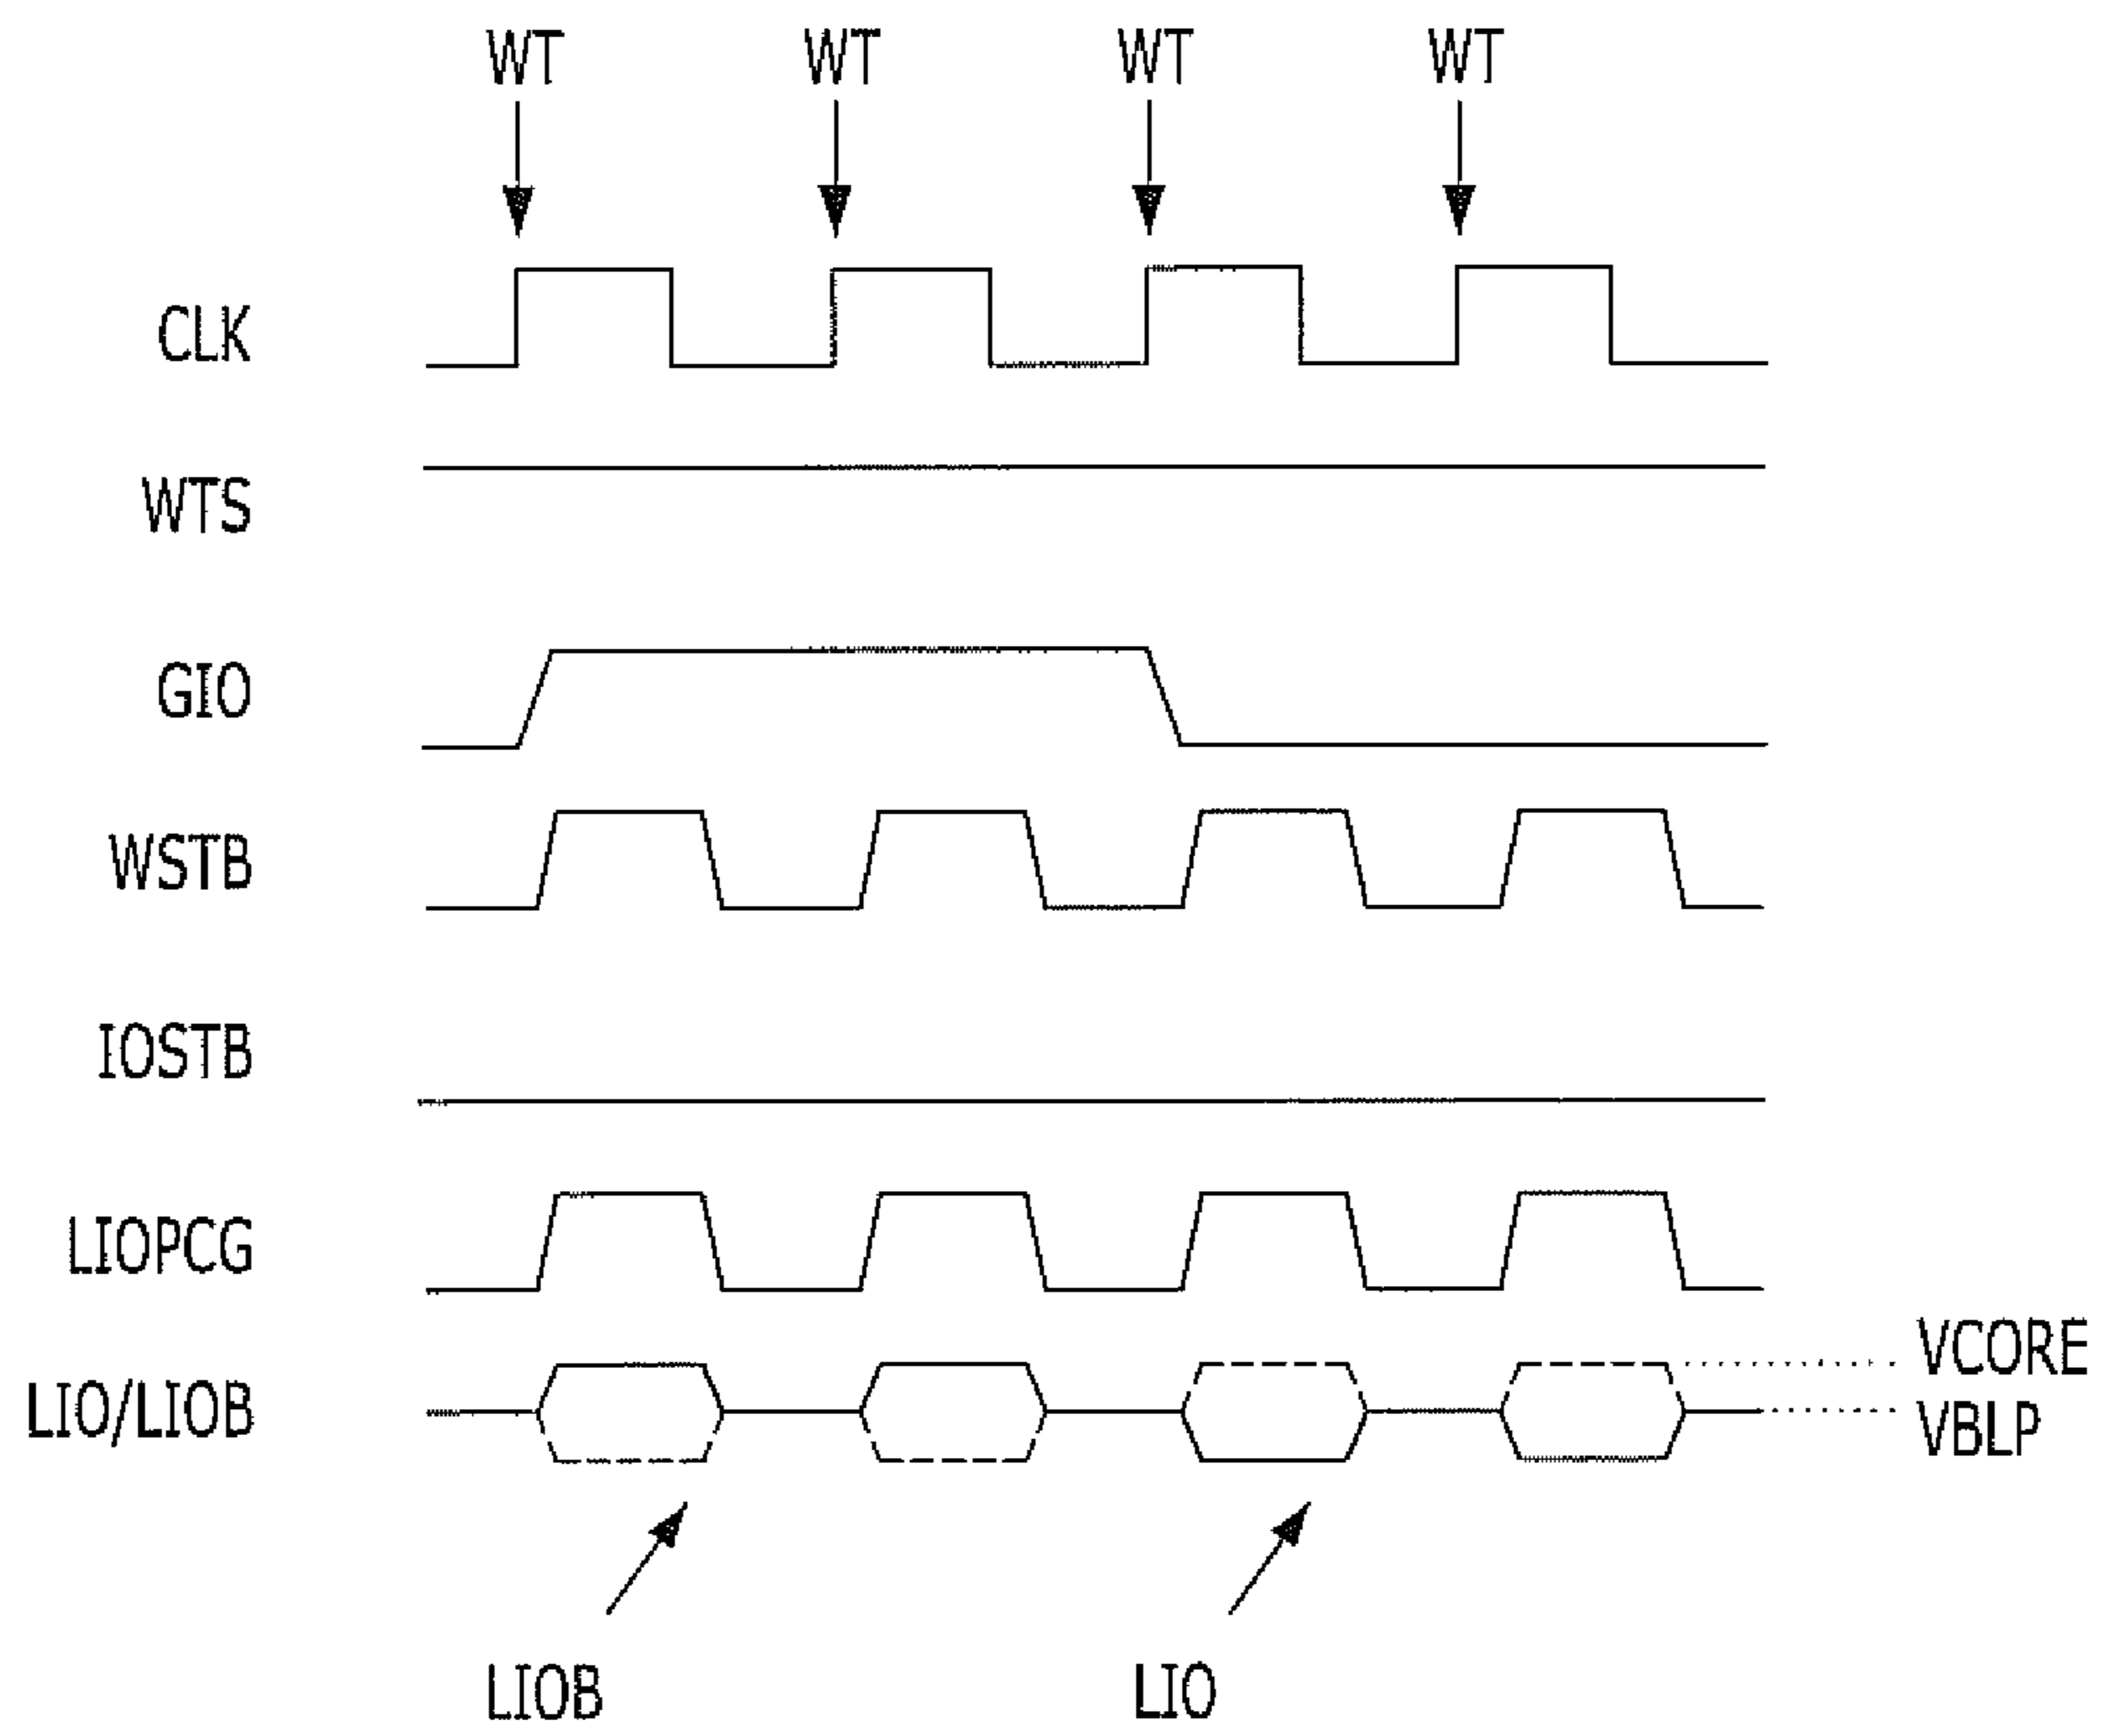 WT WT WT WT
CLK
WTS
GIO
WSTB
IOSTB
LIOPCG
VCORE
LIO/LIOB
VBLP
LIOB LIO